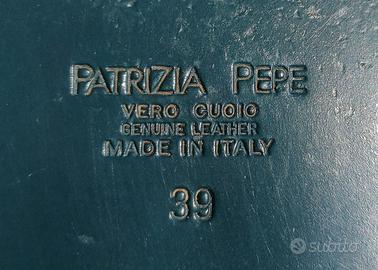 PATRIZIA PEPE
VERO CUOIO
GENUINE LEATHER
MADE IN ITALY
39
subito